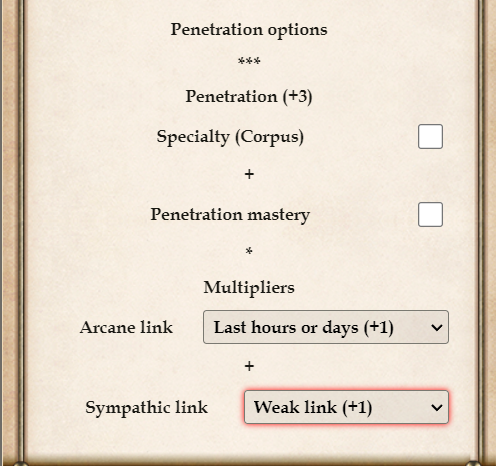 Penetration options
***
Penetration (+3)
Specialty (Corpus)
+
Penetration mastery
*
Multipliers
Arcane link Last hours or days (+1)
+
Sympathic link Weak link (+1)